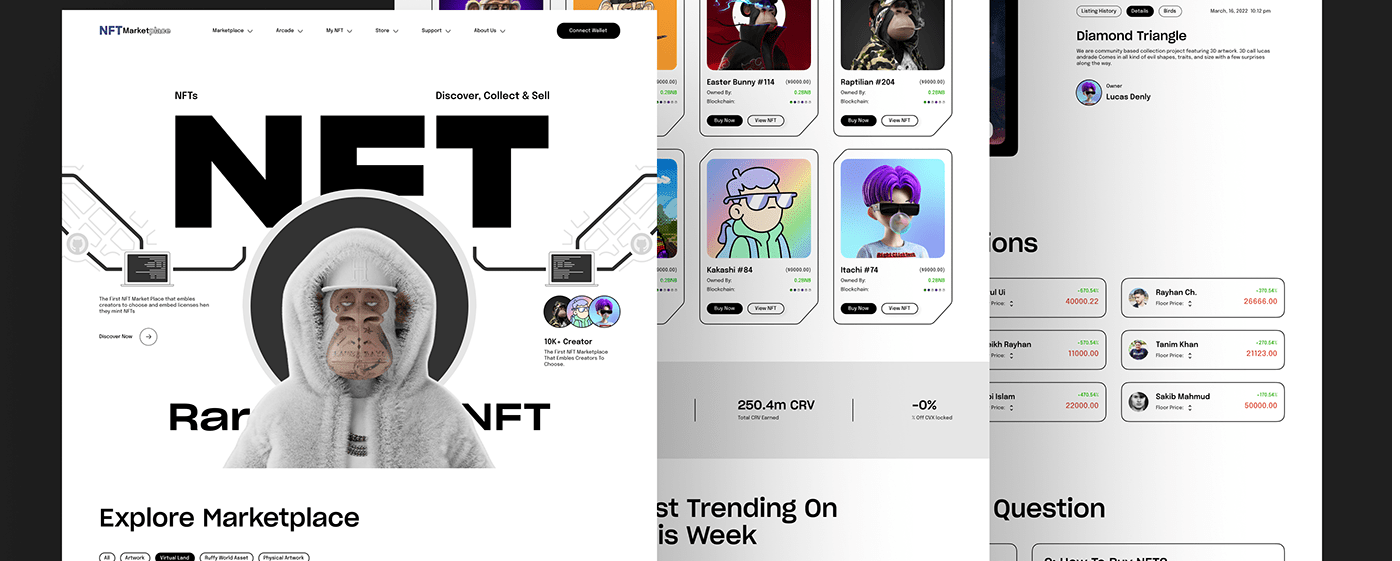 NFTMarketplace
Marketplace
Arcade
My NFT
Store
Support
About Us
Connect Wallet
NFTs
Discover, Collect & Sell
NFT
The First NFT Market Place that embles
creators to choose and embed licenses hen
they mint NFTs
Discover Now
10K+ Creator
The First NFT Marketplace
That Embles Creators To
Choose.
NFT
Explore Marketplace
All
Artwork
Virtual Land
Ruffy World Asset
Physical Artwork
Easter Bunny #114
(¥9000.00)
Owned By:
0.2BNB
Blockchain:
Buy Now
View NFT
Raptilian #204
(¥9000.00)
Owned By:
0.2BNB
Blockchain:
Buy Now
View NFT
Kakashi #84
(¥9000.00)
Owned By:
0.2BNB
Blockchain:
Buy Now
View NFT
Itachi #74
(¥9000.00)
Owned By:
0.2BNB
Blockchain:
Buy Now
View NFT
250.4m CRV
Total CRV Earned
-0%
% Off CVX locked
st Trending On
is Week
Listing History
Details
Birds
March, 16, 2022 10:12 pm
Diamond Triangle
We are community based collection project featuring 3D artwork. 3D call lucas
andrade Comes in all kind of evil shapes, traits, and size with a few surprises
along the way.
Owner
Lucas Denly
ions
ul Ui
+570.54%
Price:
40000.22
Rayhan Ch.
+370.54%
Floor Price:
26666.00
eikh Rayhan
+570.54%
Price:
11000.00
Tanim Khan
+270.54%
Floor Price:
21123.00
bi Islam
+470.54%
Price:
22000.00
Sakib Mahmud
+170.54%
Floor Price:
50000.00
Question